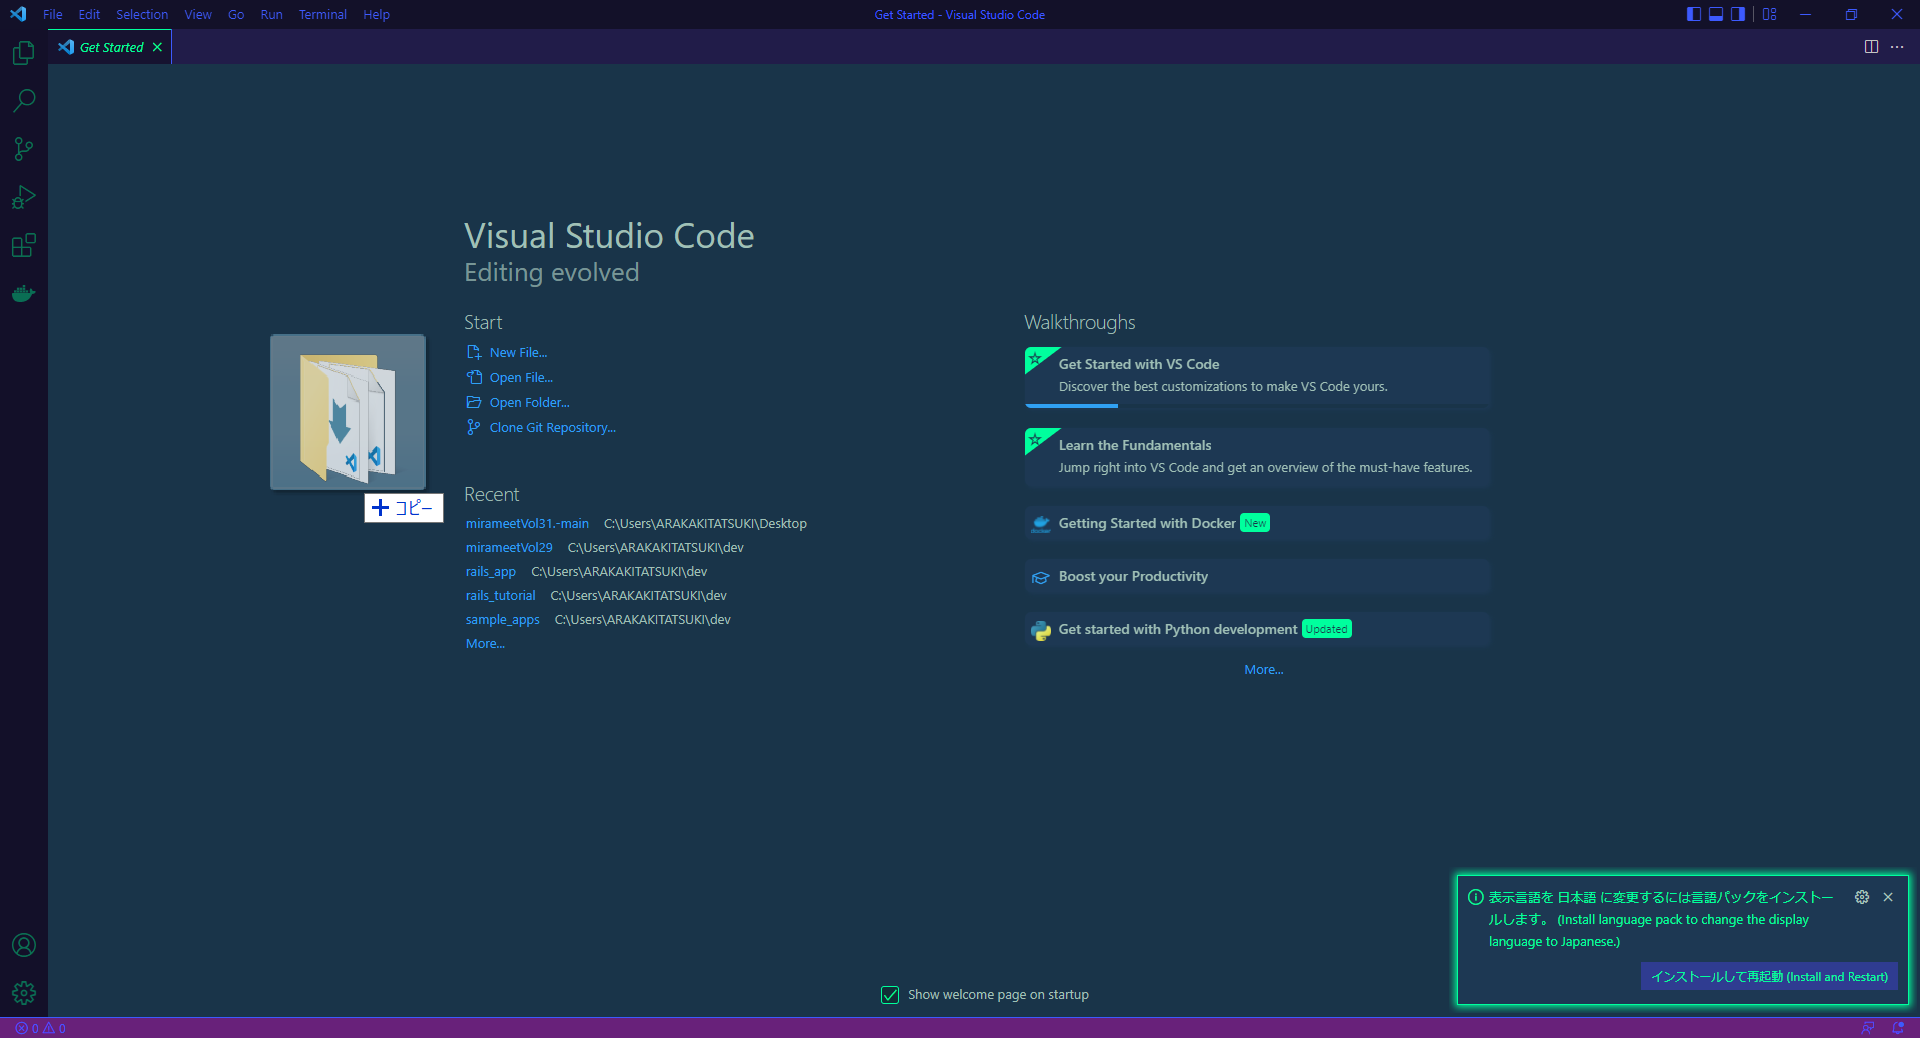 File Edit Selection View Go Run Terminal Help
Get Started - Visual Studio Code
Get Started
Visual Studio Code
Editing evolved
Start
New File...
Open File...
Open Folder...
Clone Git Repository...
コピー
Recent
mirameetVol31.-main C:\Users\ARAKAKITATSUKI\Desktop
mirameetVol29 C:\Users\ARAKAKITATSUKI\dev
rails_app C:\Users\ARAKAKITATSUKI\dev
rails_tutorial C:\Users\ARAKAKITATSUKI\dev
sample_apps C:\Users\ARAKAKITATSUKI\dev
More...
Walkthroughs
Get Started with VS Code
Discover the best customizations to make VS Code yours.
Learn the Fundamentals
Jump right into VS Code and get an overview of the must-have features.
Getting Started with Docker New
Boost your Productivity
Get started with Python development Updated
More...
表示言語を 日本語 に変更するには言語パックをインストー
ルします。 (Install language pack to change the display
language to Japanese.)
インストールして再起動 (Install and Restart)
Show welcome page on startup
0 0